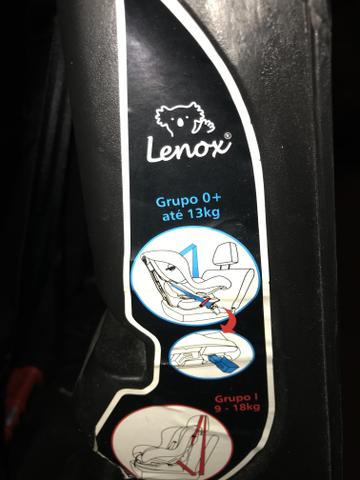 Lenox®
Grupo 0+
até 13kg
Grupo I
9 - 18kg